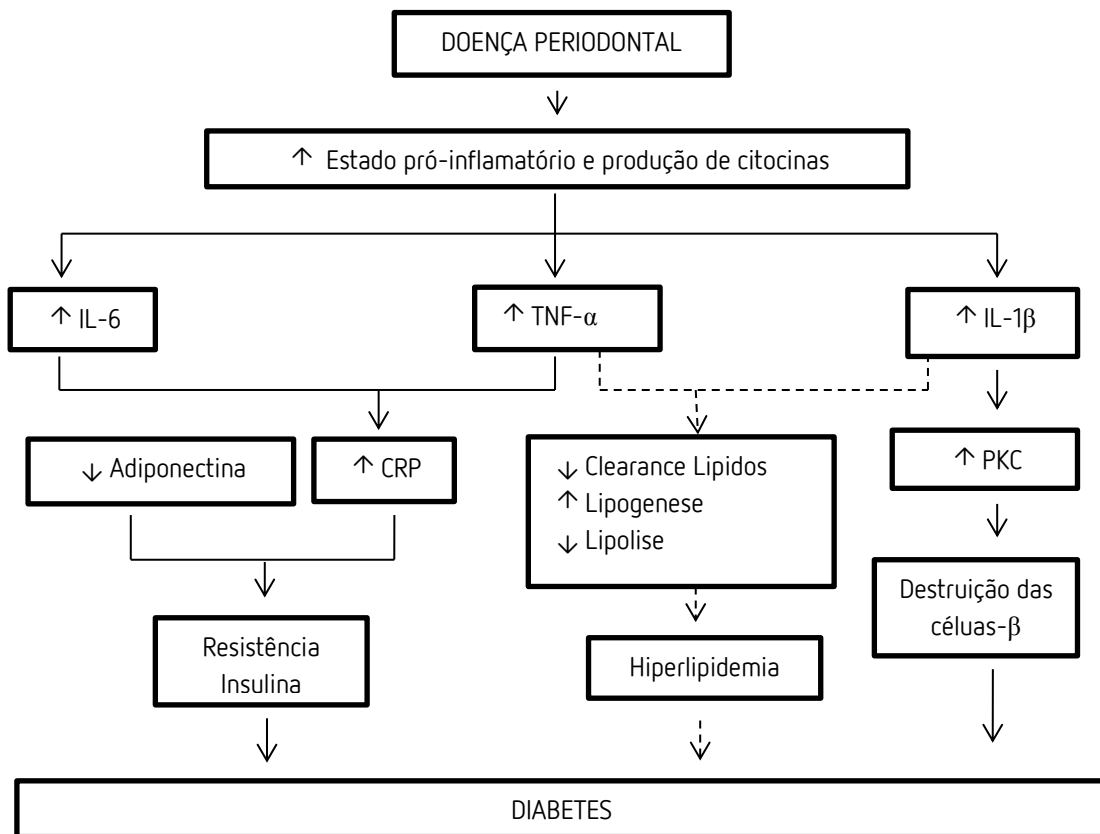 DOENÇA PERIODONTAL
↑ Estado pró-inflamatório e produção de citocinas
↑ IL-6
↑ TNF-α
↑ IL-1β
↓ Adiponectina
↑ CRP
↓ Clearance Lipidos
↑ Lipogenese
↓ Lipolise
↑ PKC
Resistência
Insulina
Hiperlipidemia
Destruição das
céluas-β
DIABETES